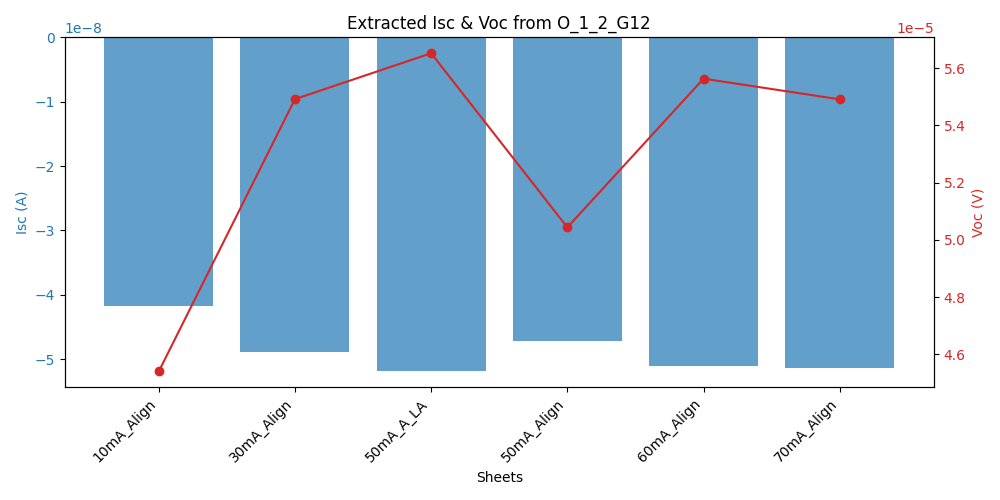 Extracted Isc & Voc from O_1_2_G12
1e−8
1e−5
0
−1
−2
−3
−4
−5
Isc (A)
5.6
5.4
5.2
5.0
4.8
4.6
Voc (V)
10mA_Align
30mA_Align
50mA_A_LA
50mA_Align
60mA_Align
70mA_Align
Sheets